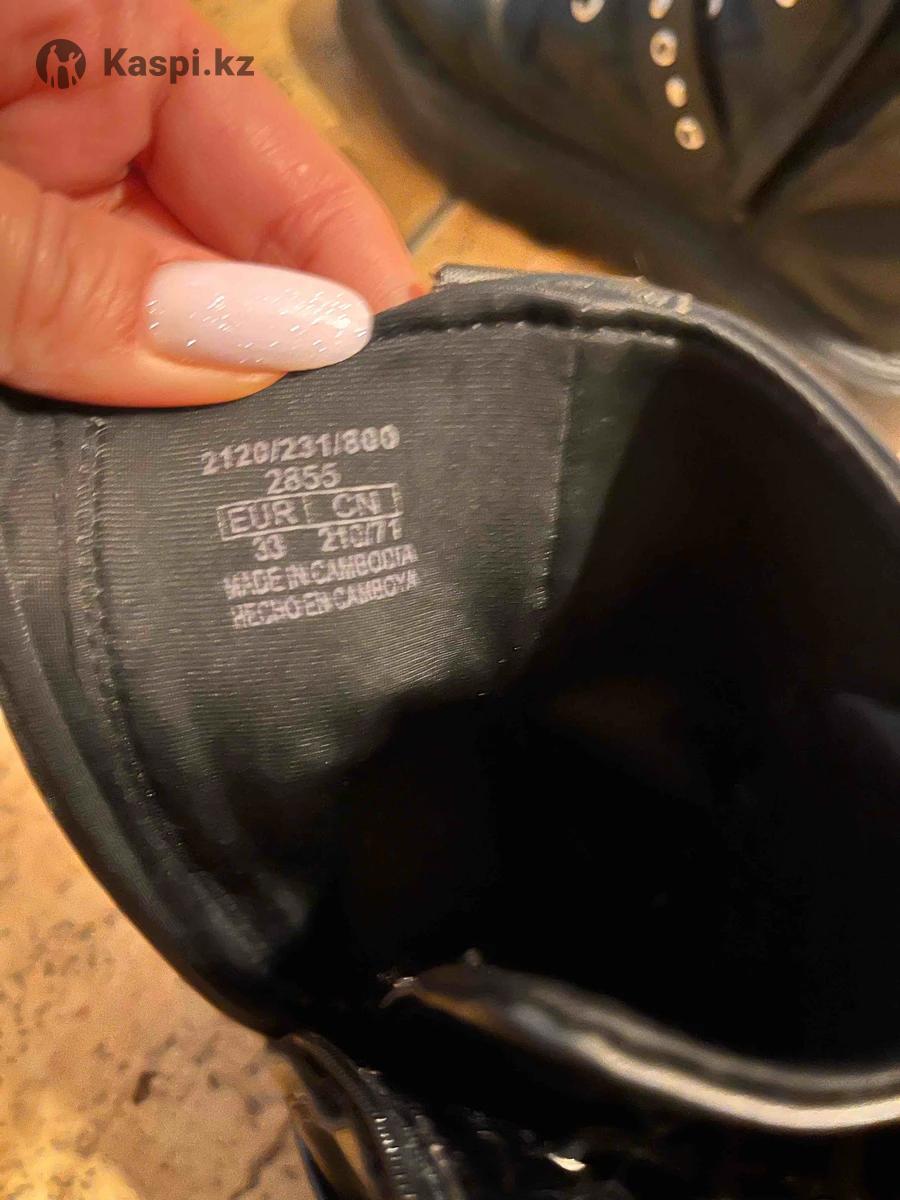 Kaspi.kz
2120/231/800
2855
EUR CN
33 210/71
MADE IN CAMBODIA
HECHO EN CAMBOYA